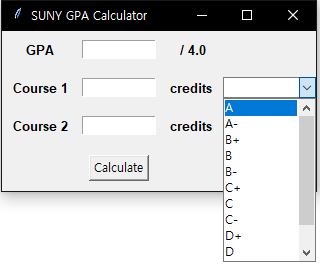 SUNY GPA Calculator
GPA / 4.0
Course 1 credits
A
A-
Course 2 credits
B+
B
B-
Calculate
C+
C
C-
D+
D